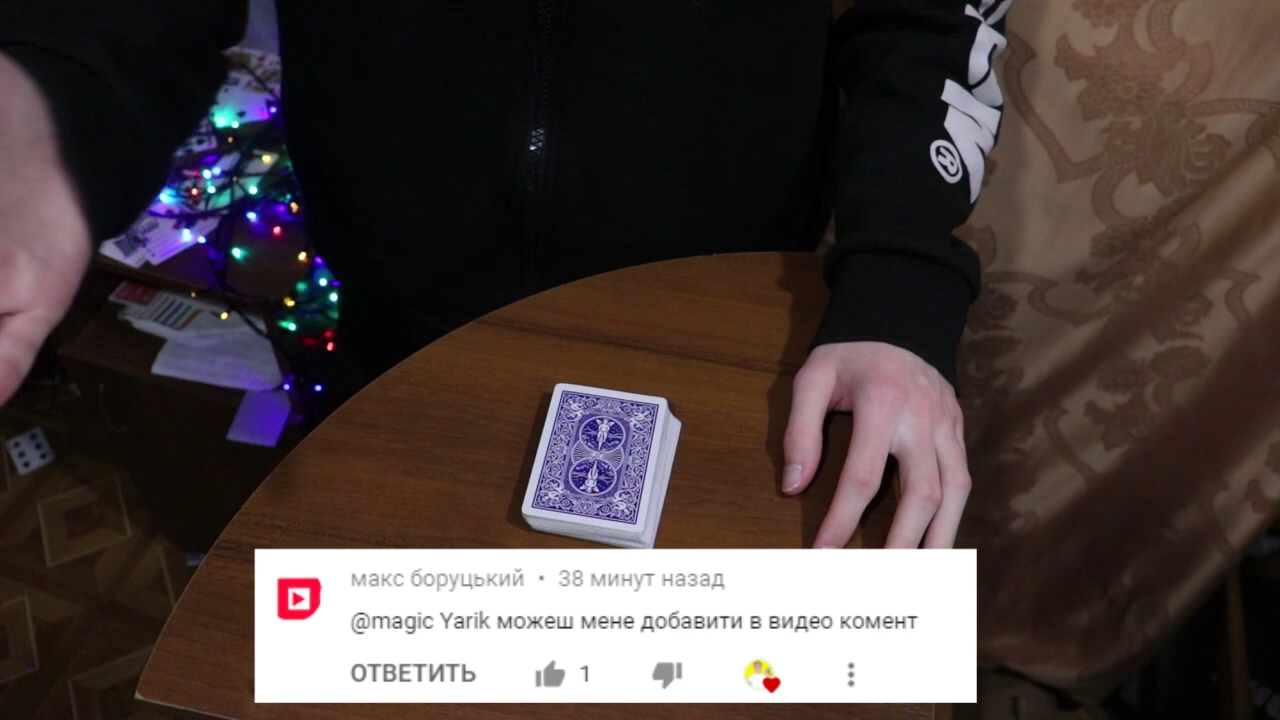 ®
макс боруцький • 38 минут назад
@magic Yarik можеш мене добавити в видео комент
ОТВЕТИТЬ 1